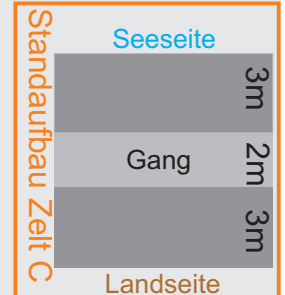 Standaufbau Zelt C
Seeseite
3m
Gang
2m
3m
Landseite